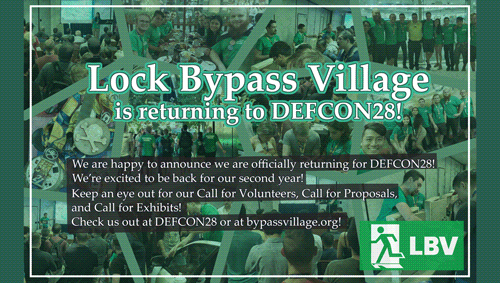 Lock Bypass Village
is returning to DEFCON28!
We are happy to announce we are officially returning for DEFCON28!
We're excited to be back for our second year!
Keep an eye out for our Call for Volunteers, Call for Proposals,
and Call for Exhibits!
Check us out at DEFCON28 or at bypassvillage.org!
LBV